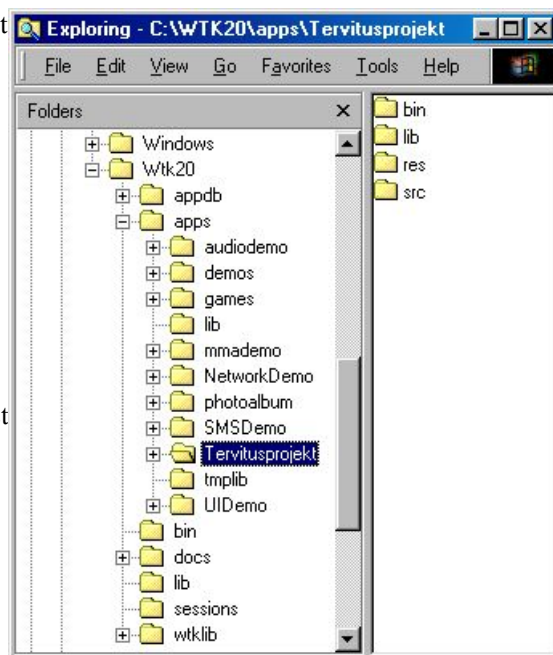 t
Exploring - C:\WTK20\apps\Tervitusprojekt
File Edit View Go Favorites Tools Help
Folders
Windows
Wtk20
appdb
apps
audiodemo
demos
games
lib
mmademo
NetworkDemo
photoalbum
t
SMSDemo
Tervitusprojekt
tmplib
UIDemo
bin
docs
lib
sessions
wtklib
bin
lib
res
src